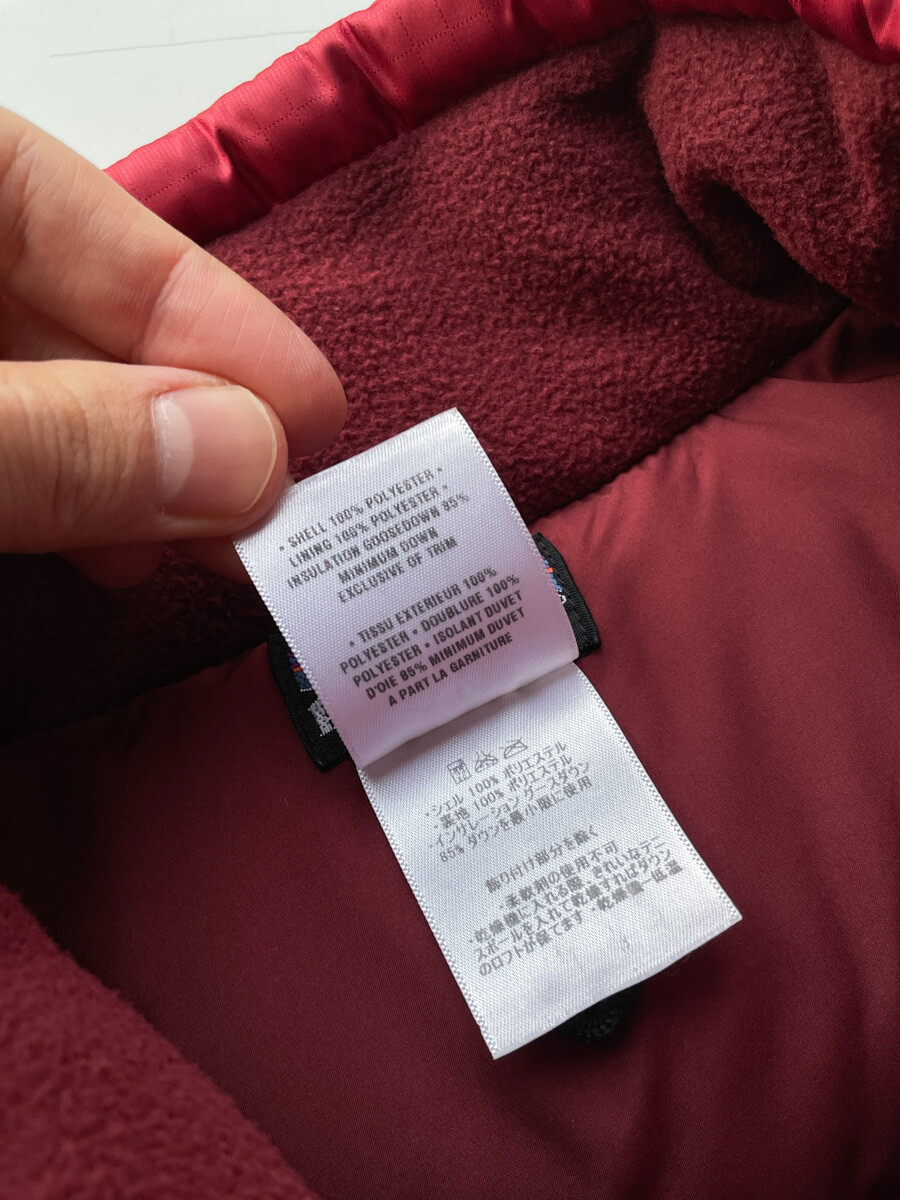 • SHELL 100% POLYESTER •
LINING 100% POLYESTER •
INSULATION GOOSEDOWN 85%
MINIMUM DOWN
EXCLUSIVE OF TRIM
• TISSU EXTERIEUR 100%
POLYESTER • DOUBLURE 100%
POLYESTER • ISOLANT DUVET
D'OIE 85% MINIMUM DUVET
A PART LA GARNITURE
・シェル 100% ポリエステル
・裏地 100% ポリエステル
・インサレーション グースダウン
85% ダウンを最小限に使用
飾り付け部分を除く
・柔軟剤の使用不可
・乾燥機に入れる際、きれいなテニ
スボールを入れて乾燥すればダウン
のロフトが保てます ・乾燥機－低温